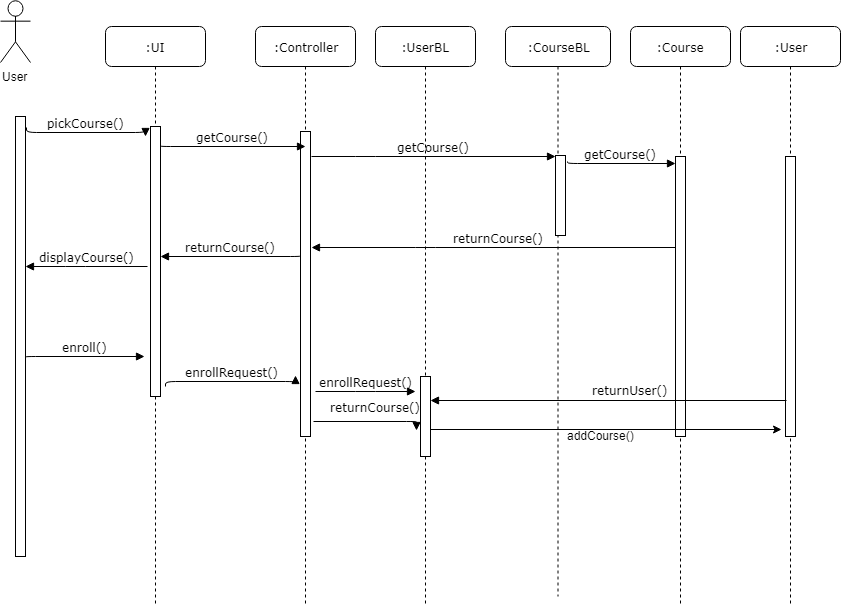 User
:UI
:Controller
:UserBL
:CourseBL
:Course
:User
pickCourse()
getCourse()
getCourse()
getCourse()
returnCourse()
returnCourse()
displayCourse()
enroll()
enrollRequest()
enrollRequest()
returnUser()
returnCourse()
addCourse()